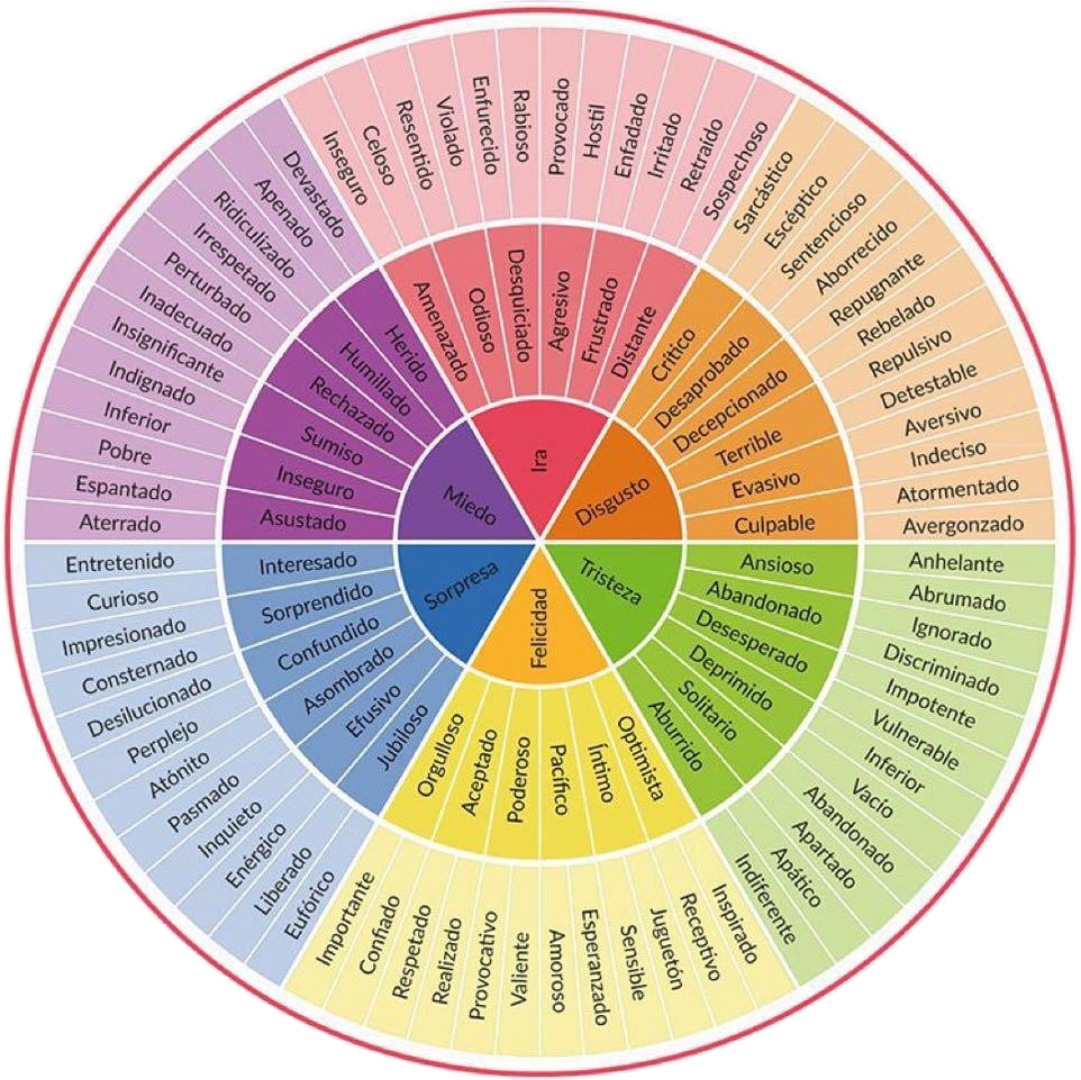 Ira
Disgusto
Tristeza
Felicidad
Sorpresa
Miedo
Amenazado
Odioso
Desquiciado
Agresivo
Frustrado
Distante
Crítico
Desaprobado
Decepcionado
Terrible
Evasivo
Culpable
Ansioso
Abandonado
Desesperado
Deprimido
Solitario
Aburrido
Optimista
Íntimo
Pacífico
Poderoso
Aceptado
Orgulloso
Jubiloso
Efusivo
Asombrado
Confundido
Sorprendido
Interesado
Asustado
Inseguro
Sumiso
Rechazado
Humillado
Herido
Inseguro
Celoso
Resentido
Violado
Enfurecido
Rabioso
Provocado
Hostil
Enfadado
Irritado
Retraído
Sospechoso
Sarcástico
Escéptico
Sentencioso
Aborrecido
Repugnante
Rebelado
Repulsivo
Detestable
Aversivo
Indeciso
Atormentado
Avergonzado
Anhelante
Abrumado
Ignorado
Discriminado
Impotente
Vulnerable
Inferior
Vacío
Abandonado
Apartado
Apático
Indiferente
Inspirado
Receptivo
Juguetón
Sensible
Esperanzado
Amoroso
Valiente
Provocativo
Realizado
Respetado
Confiado
Importante
Eufórico
Liberado
Enérgico
Inquieto
Pasmado
Atónito
Perplejo
Desilucionado
Consternado
Impresionado
Curioso
Entretenido
Aterrado
Espantado
Pobre
Inferior
Indignado
Insignificante
Inadecuado
Perturbado
Irrespetado
Ridiculizado
Apenado
Devastado